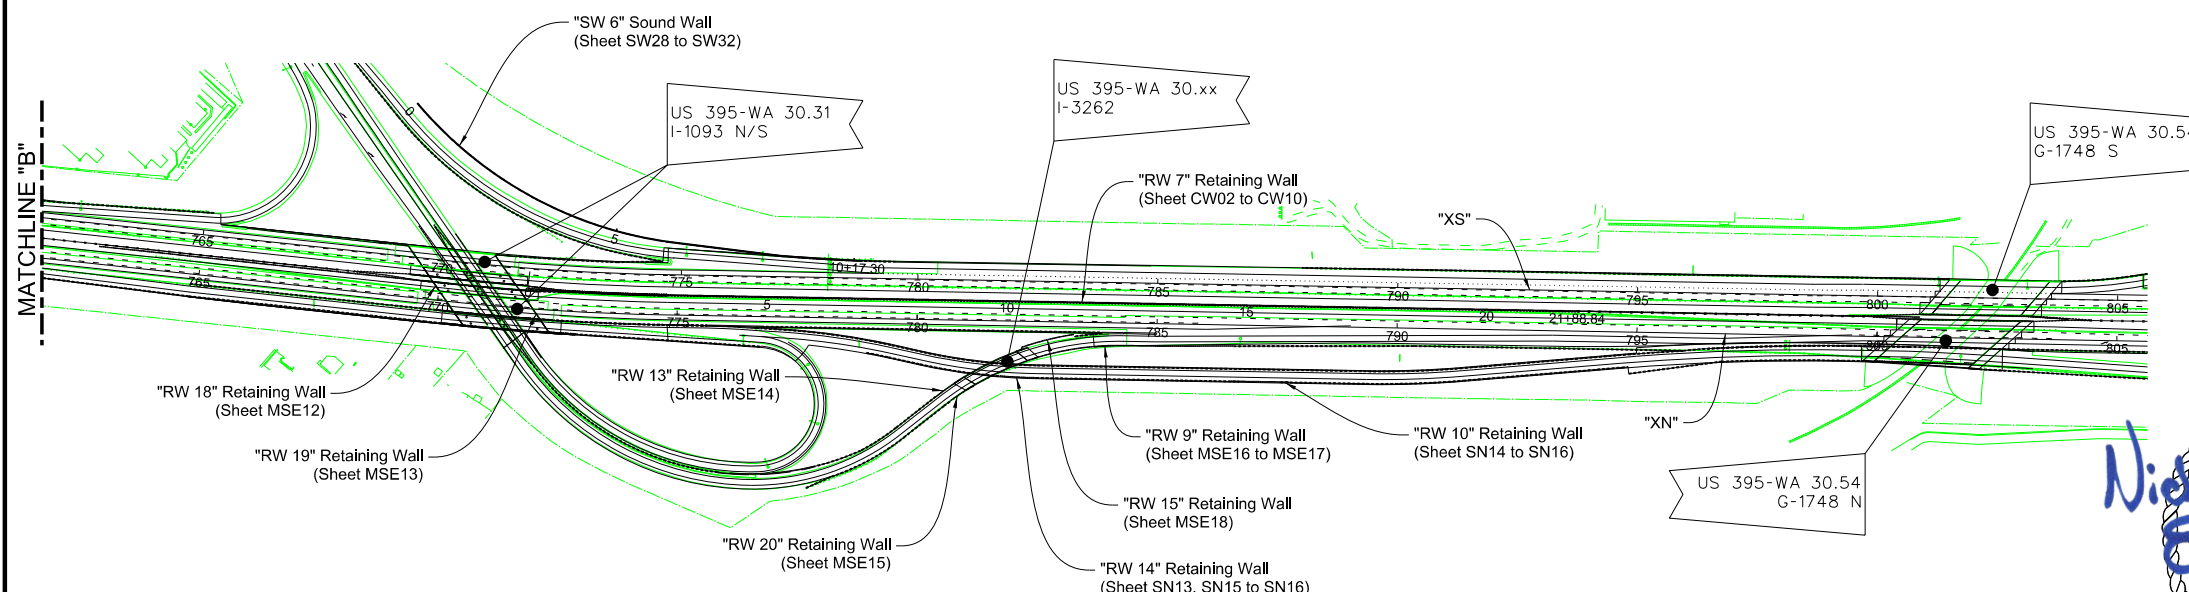 "SW 6" Sound Wall
(Sheet SW28 to SW32)
US 395-WA 30.31
I-1093 N/S
US 395-WA 30.xx
I-3262
US 395-WA 30.54
G-1748 S
MATCHLINE "B"
"RW 7" Retaining Wall
(Sheet CW02 to CW10)
"XS"
0
5
765
770
775
10+17.30
780
785
790
795
800
805
765
770
775
5
780
10
785
15
790
20
21+88.84
795
800
805
"RW 18" Retaining Wall
(Sheet MSE12)
"RW 13" Retaining Wall
(Sheet MSE14)
"RW 19" Retaining Wall
(Sheet MSE13)
"RW 9" Retaining Wall
(Sheet MSE16 to MSE17)
"RW 10" Retaining Wall
(Sheet SN14 to SN16)
"XN"
US 395-WA 30.54
G-1748 N
"RW 15" Retaining Wall
(Sheet MSE18)
"RW 20" Retaining Wall
(Sheet MSE15)
"RW 14" Retaining Wall
(Sheet SN13, SN15 to SN16)